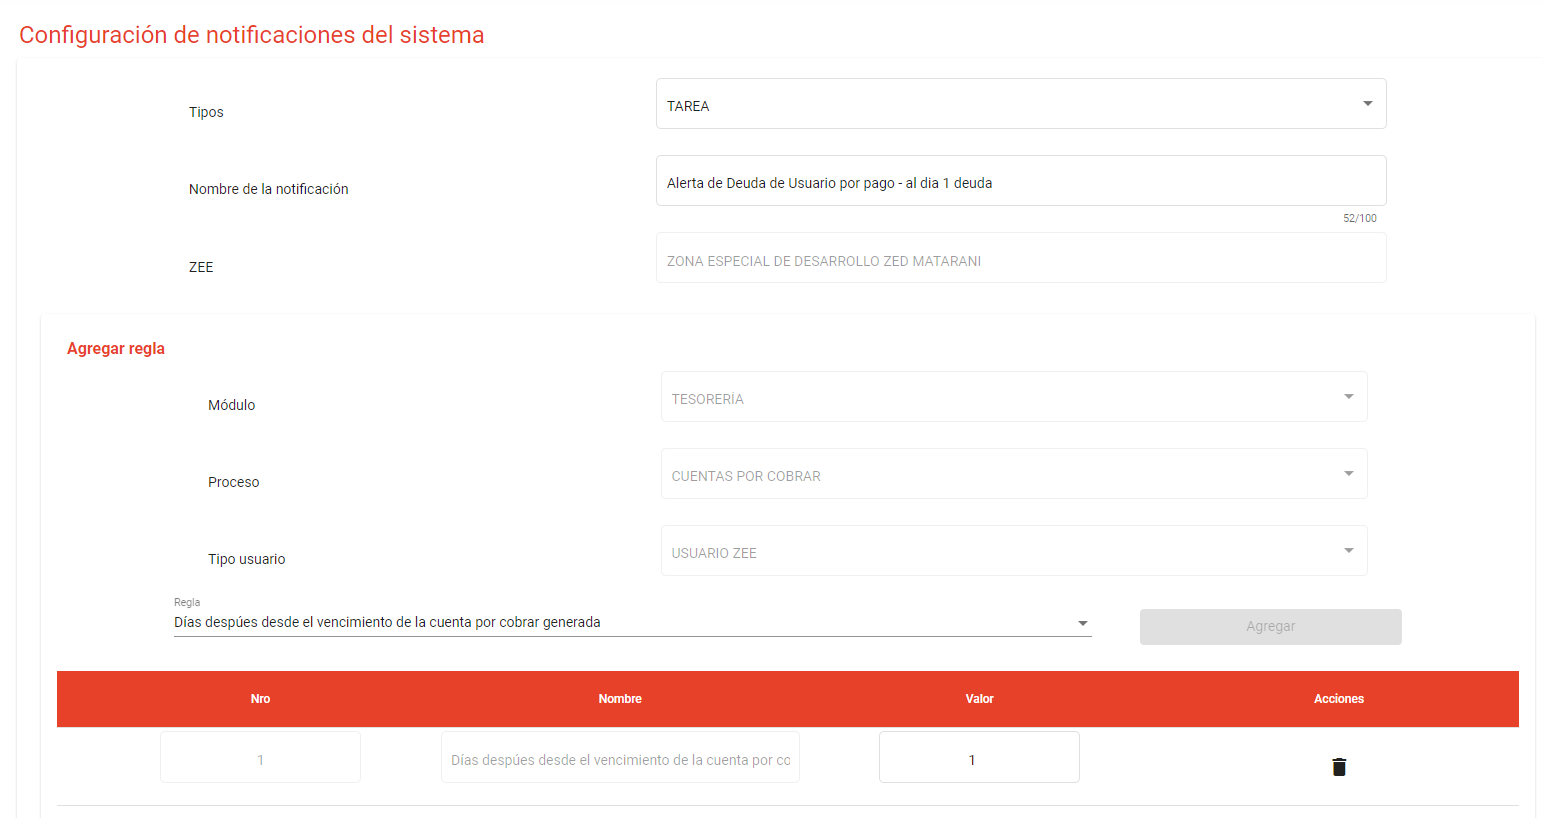 Configuración de notificaciones del sistema
Tipos
TAREA
Nombre de la notificación
Alerta de Deuda de Usuario por pago - al dia 1 deuda
52/100
ZEE
ZONA ESPECIAL DE DESARROLLO ZED MATARANI
Agregar regla
Módulo
TESORERÍA
Proceso
CUENTAS POR COBRAR
Tipo usuario
USUARIO ZEE
Regla
Días despúes desde el vencimiento de la cuenta por cobrar generada
Agregar
Nro Nombre Valor Acciones
1 Días despúes desde el vencimiento de la cuenta por co 1